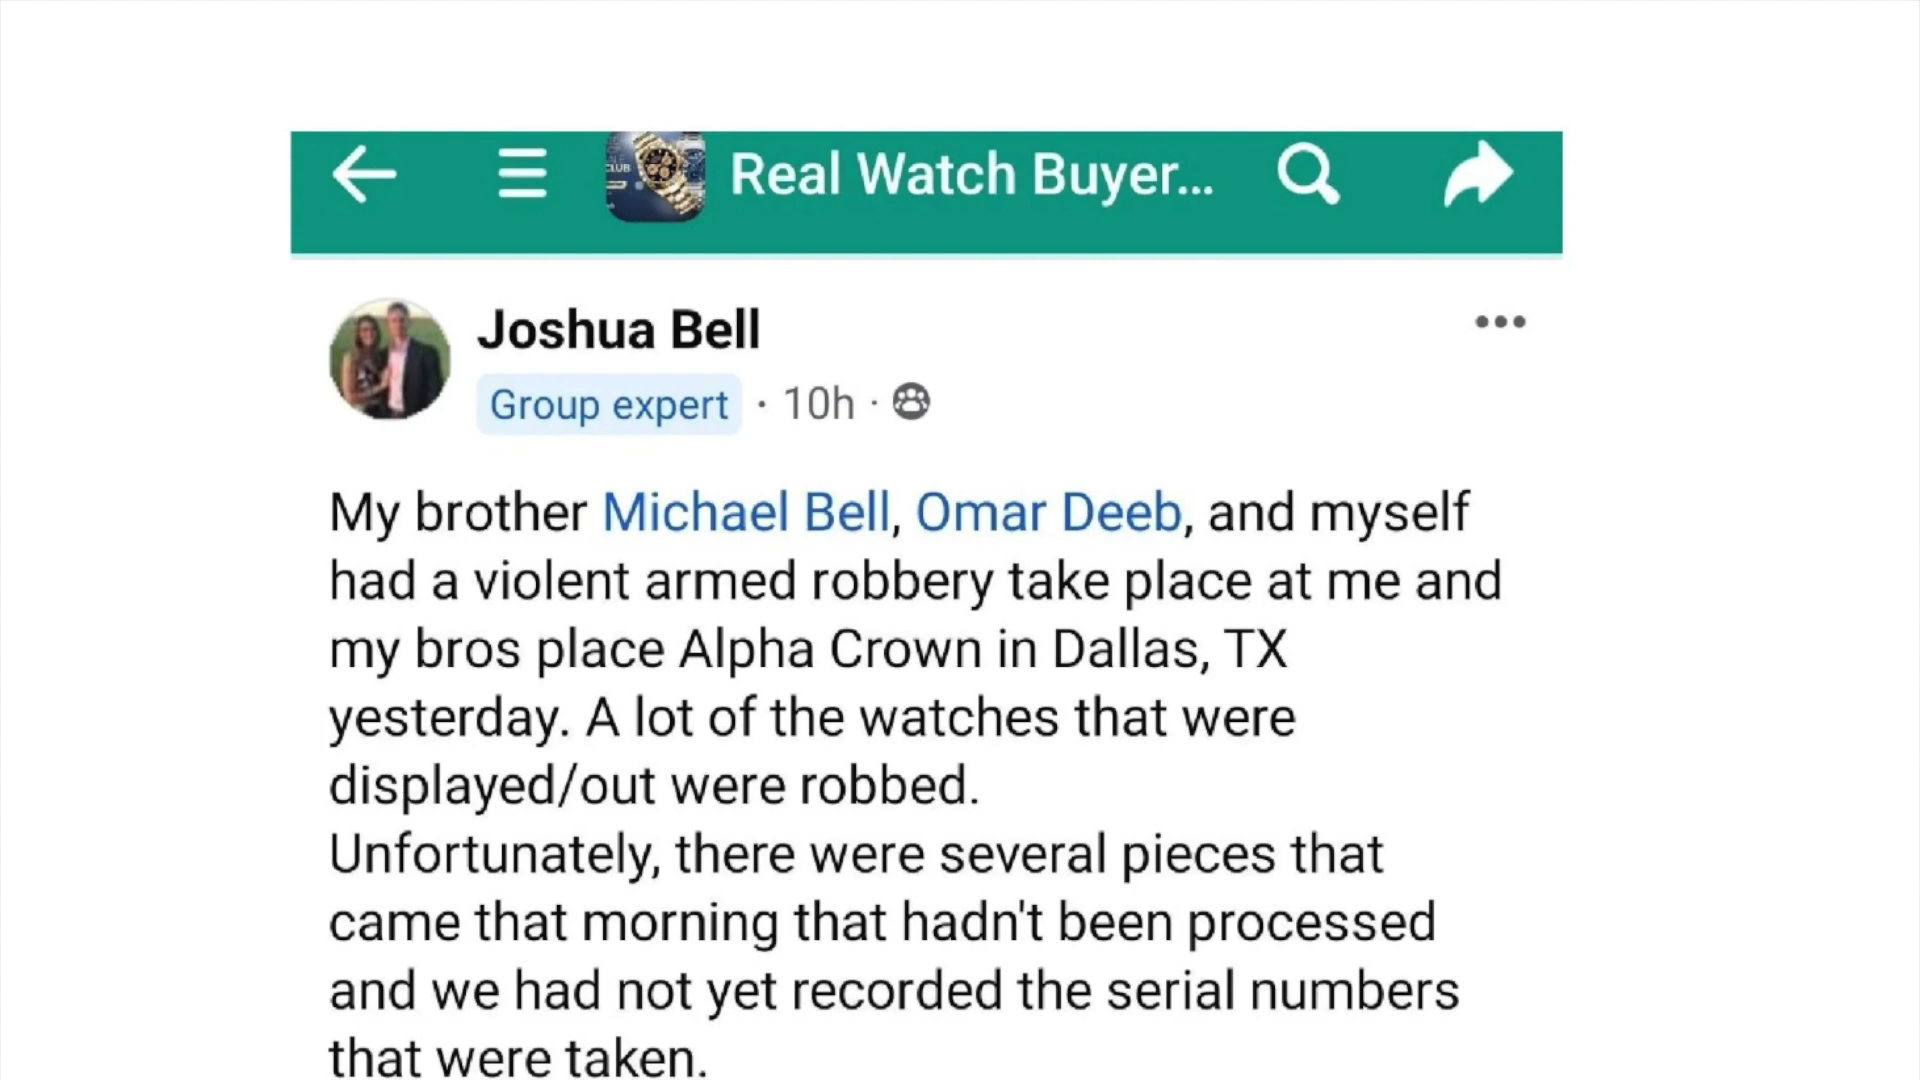 Real Watch Buyer...
Joshua Bell
Group expert · 10h ·
My brother Michael Bell, Omar Deeb, and myself
had a violent armed robbery take place at me and
my bros place Alpha Crown in Dallas, TX
yesterday. A lot of the watches that were
displayed/out were robbed.
Unfortunately, there were several pieces that
came that morning that hadn't been processed
and we had not yet recorded the serial numbers
that were taken.